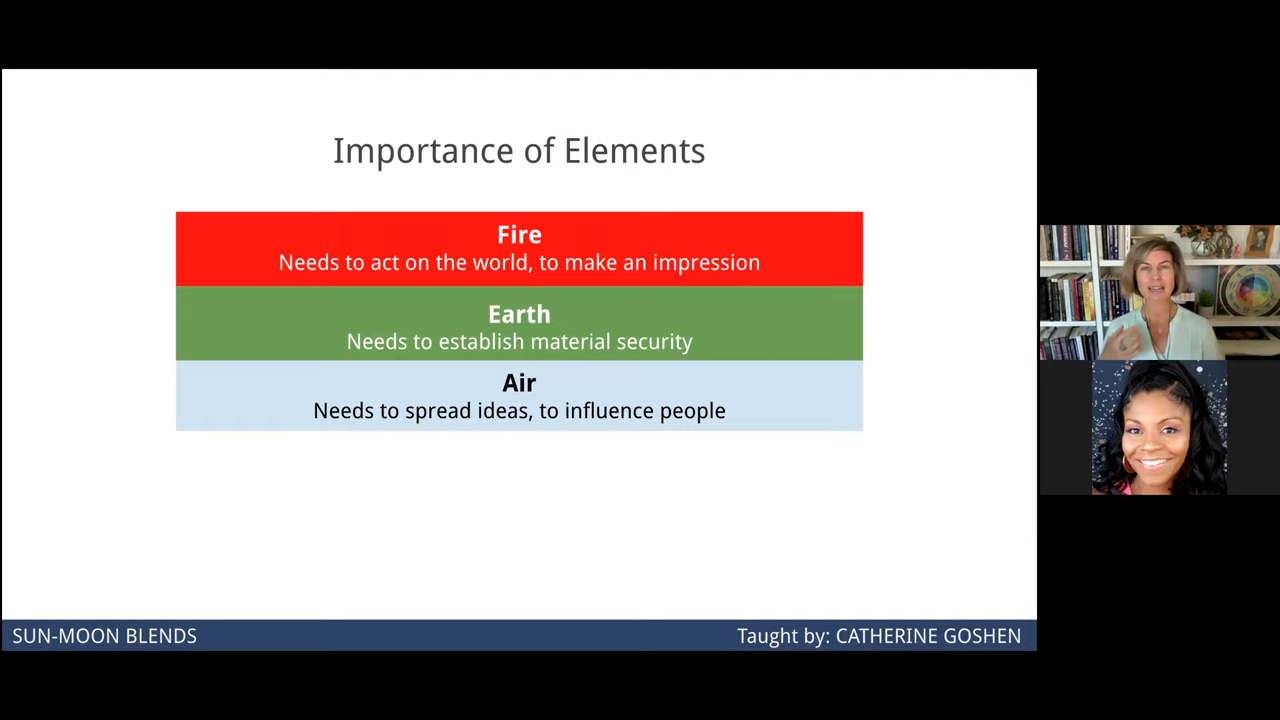 Importance of Elements
Fire
Needs to act on the world, to make an impression
Earth
Needs to establish material security
Air
Needs to spread ideas, to influence people
SUN-MOON BLENDS
Taught by: CATHERINE GOSHEN